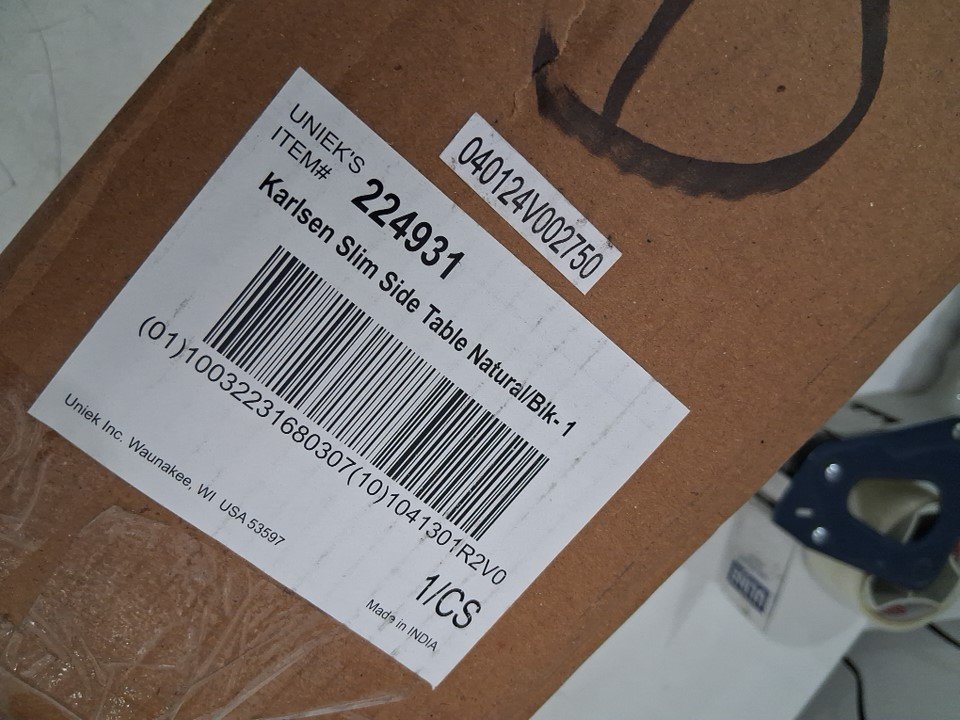 UNIEK'S
ITEM# 224931
Karlsen Slim Side Table Natural/Blk- 1
(01)10032231680307(10)1041301R2V0
Uniek Inc. Waunakee, WI, USA 53597
1/CS
Made in INDIA
040124V002750